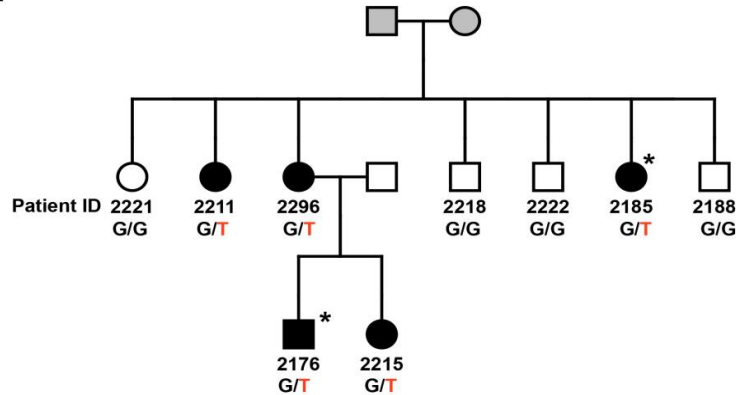 *
Patient ID 2221 2211 2296 2218 2222 2185 2188
G/G G/T G/T G/G G/G G/T G/G
*
2176 2215
G/T G/T